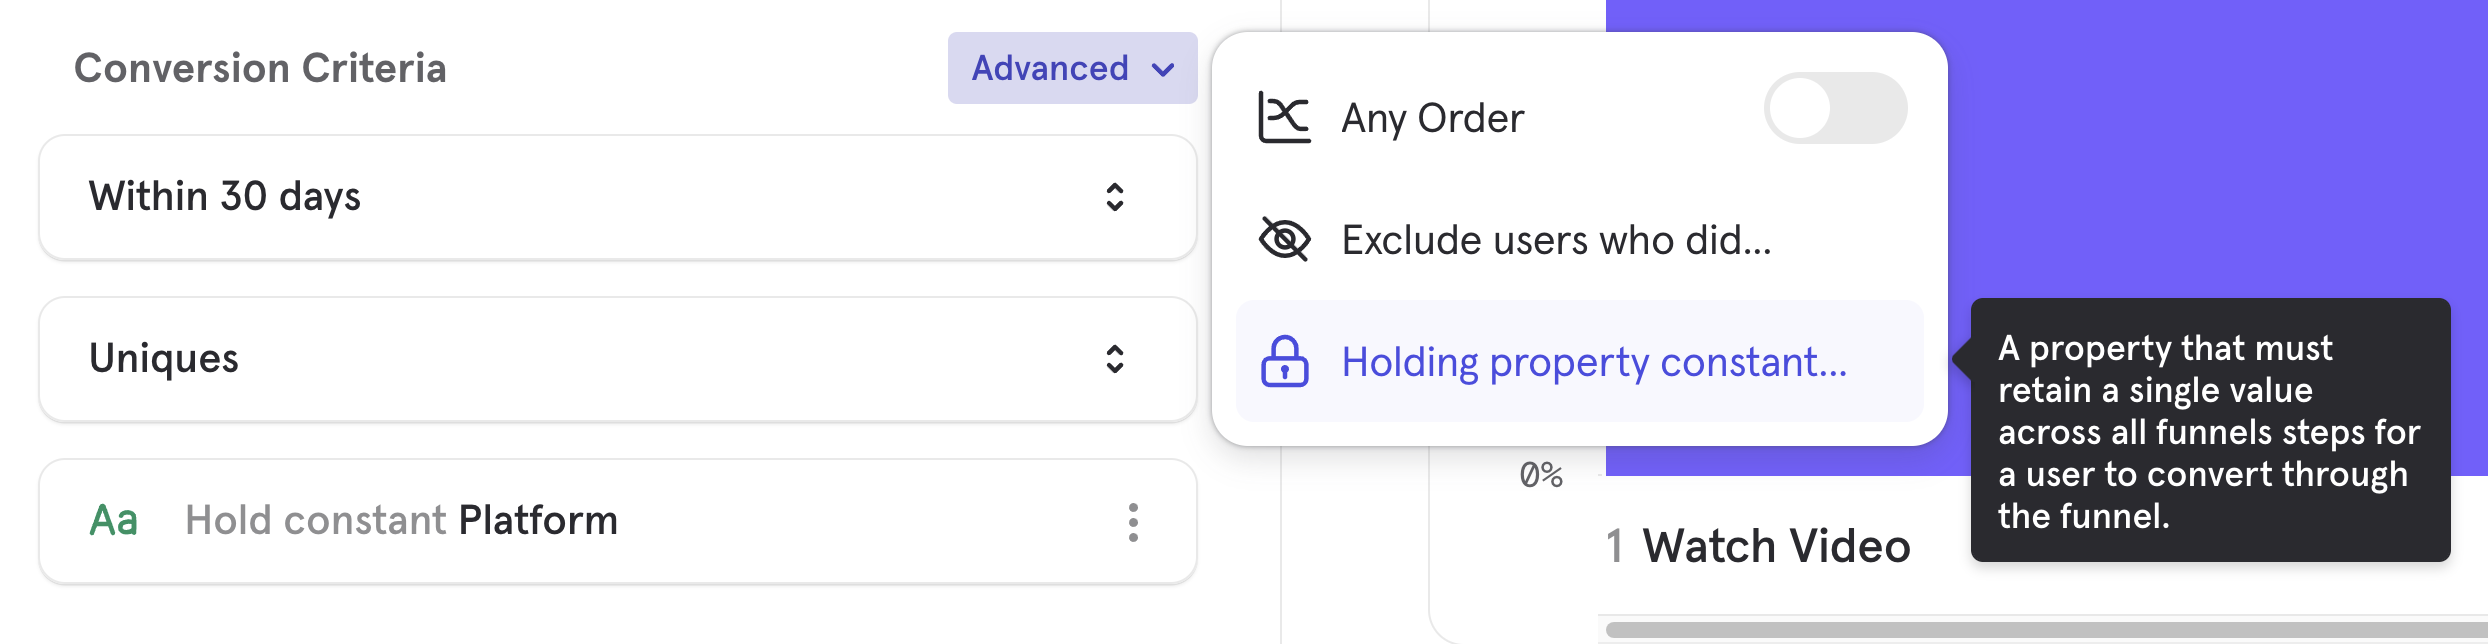 Conversion Criteria
Advanced
Within 30 days
Uniques
Aa Hold constant Platform
Any Order
Exclude users who did...
Holding property constant...
A property that must
retain a single value
across all funnels steps for
a user to convert through
the funnel.
0%
1 Watch Video